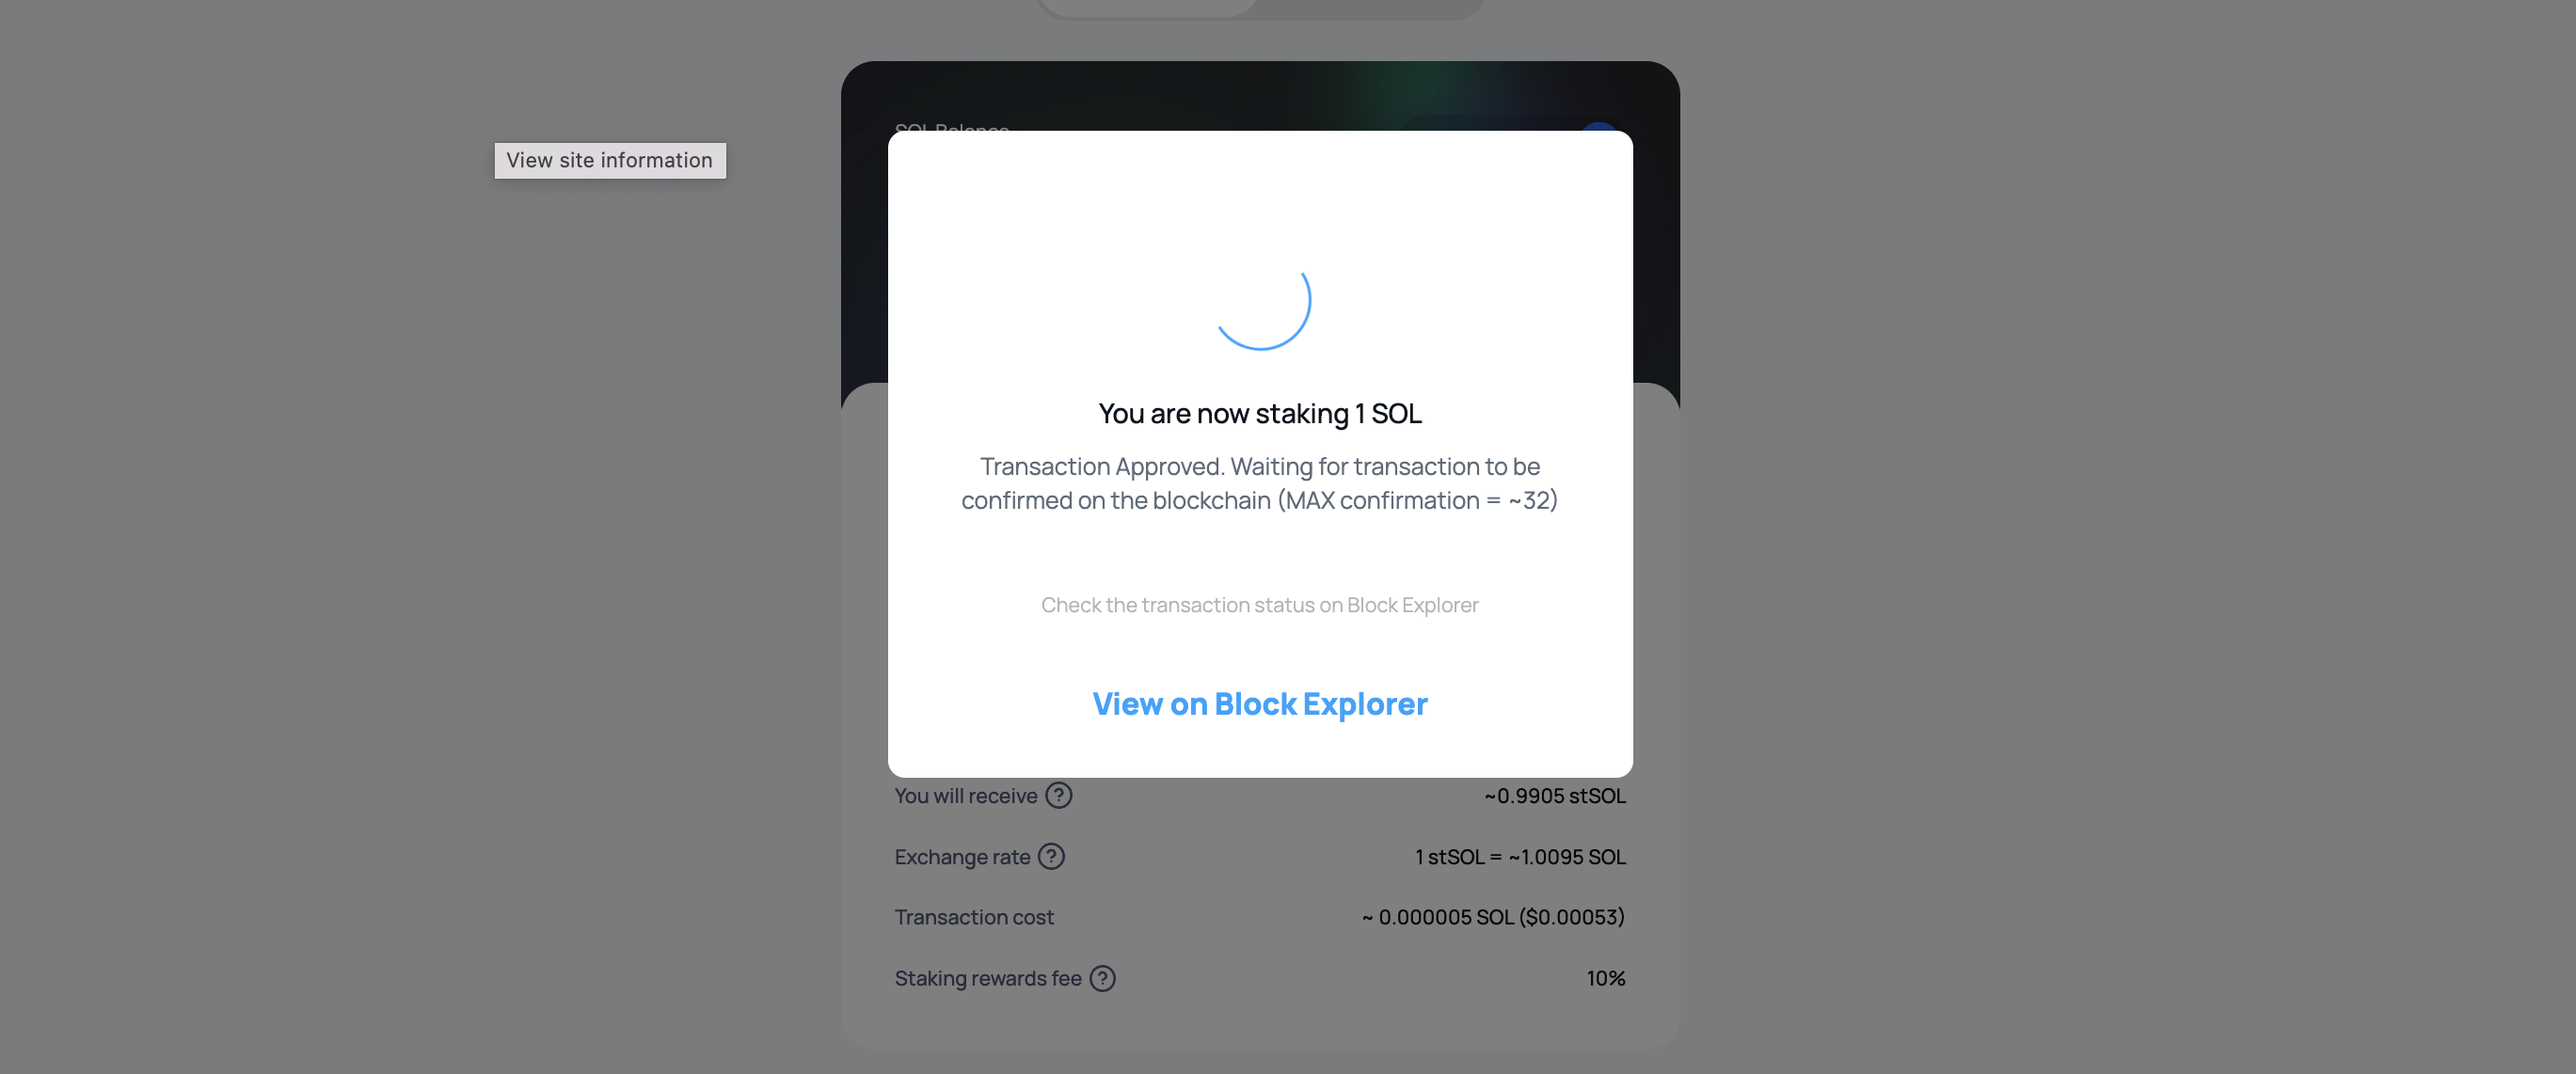 SOL Balance
View site information
You are now staking 1 SOL
Transaction Approved. Waiting for transaction to be
confirmed on the blockchain (MAX confirmation = ~32)
Check the transaction status on Block Explorer
View on Block Explorer
You will receive ? ~0.9905 stSOL
Exchange rate ? 1 stSOL = ~1.0095 SOL
Transaction cost ~ 0.000005 SOL ($0.00053)
Staking rewards fee ? 10%